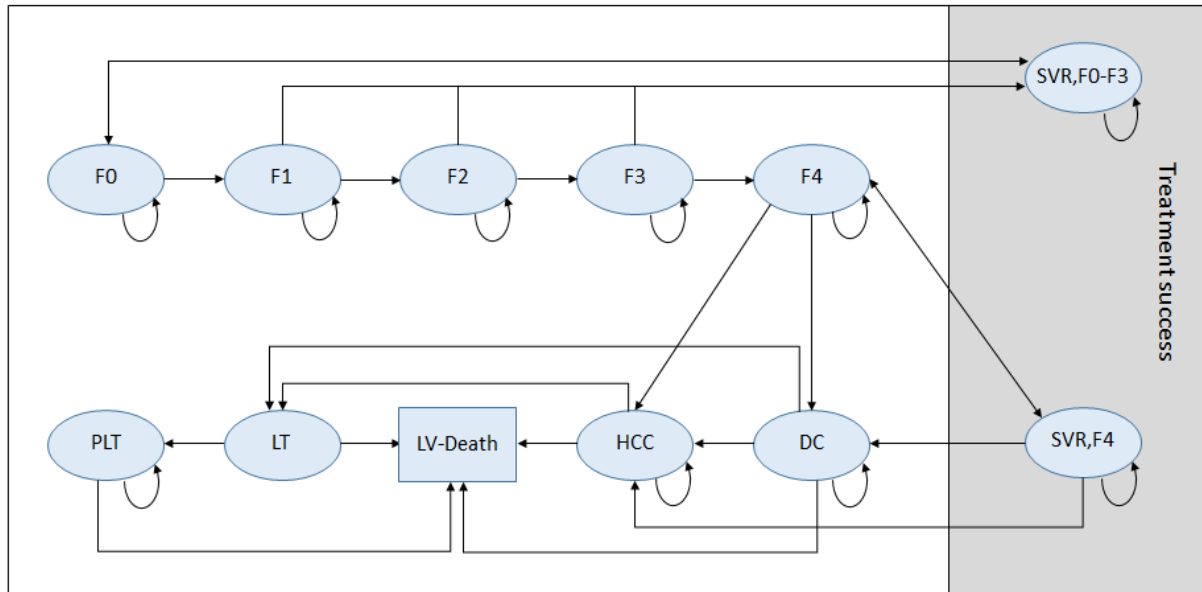 SVR,F0-F3
F0
F1
F2
F3
F4
Treatment success
PLT
LT
LV-Death
HCC
DC
SVR,F4